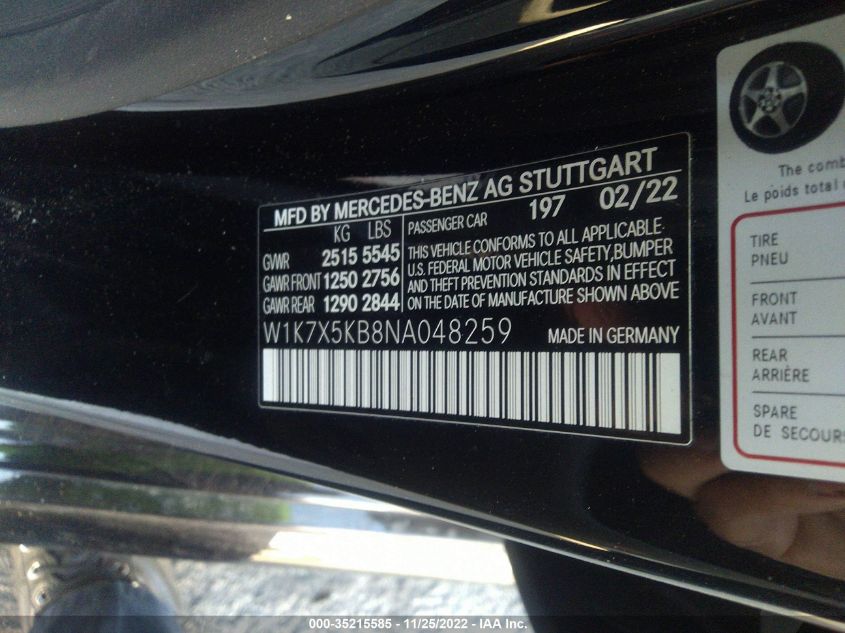 MFD BY MERCEDES-BENZ AG STUTTGART
KG LBS
GVWR 2515 5545
GAWR FRONT 1250 2756
GAWR REAR 1290 2844
PASSENGER CAR 197 02/22
THIS VEHICLE CONFORMS TO ALL APPLICABLE
U.S. FEDERAL MOTOR VEHICLE SAFETY, BUMPER
AND THEFT PREVENTION STANDARDS IN EFFECT
ON THE DATE OF MANUFACTURE SHOWN ABOVE
W1K7X5KB8NA048259 MADE IN GERMANY
The comb
Le poids total
TIRE
PNEU
FRONT
AVANT
REAR
ARRIÈRE
SPARE
DE SECOURS
000-35215585 - 11/25/2022 - IAA Inc.